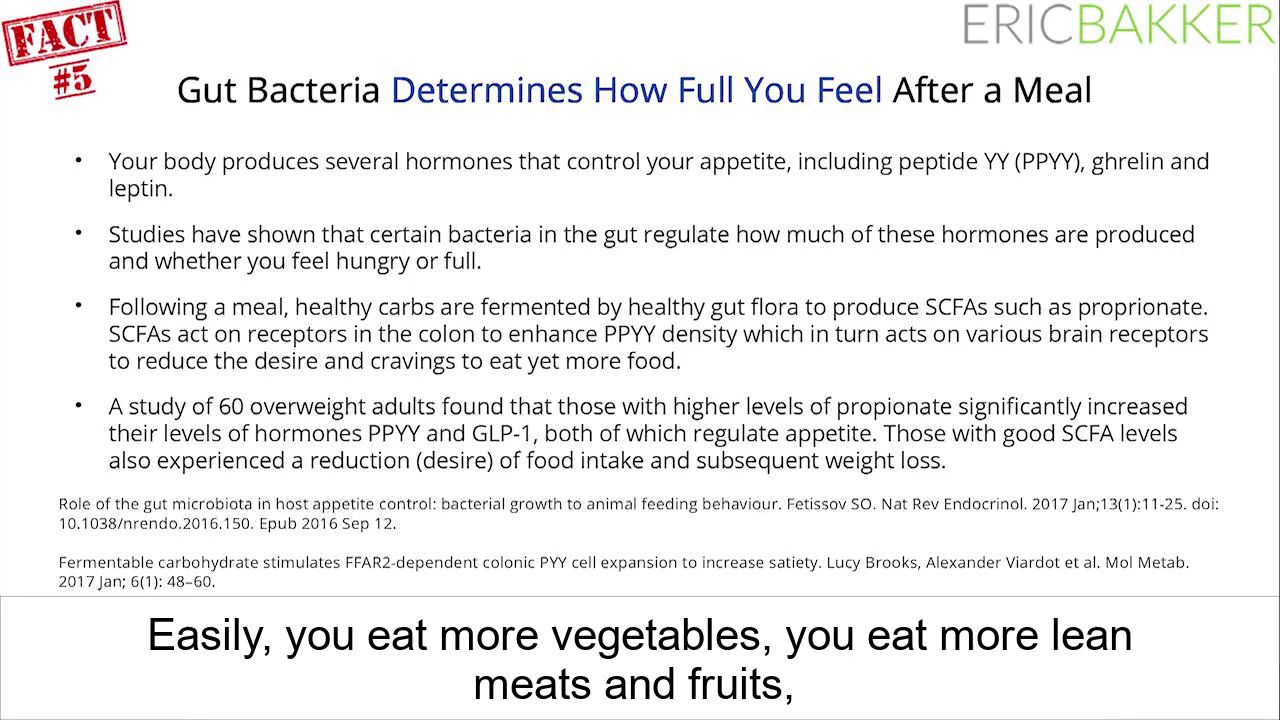 FACT
#5
ERICBAKKER
Gut Bacteria Determines How Full You Feel After a Meal
• Your body produces several hormones that control your appetite, including peptide YY (PPYY), ghrelin and
leptin.
• Studies have shown that certain bacteria in the gut regulate how much of these hormones are produced
and whether you feel hungry or full.
• Following a meal, healthy carbs are fermented by healthy gut flora to produce SCFAs such as proprionate.
SCFAs act on receptors in the colon to enhance PPYY density which in turn acts on various brain receptors
to reduce the desire and cravings to eat yet more food.
• A study of 60 overweight adults found that those with higher levels of propionate significantly increased
their levels of hormones PPYY and GLP-1, both of which regulate appetite. Those with good SCFA levels
also experienced a reduction (desire) of food intake and subsequent weight loss.
Role of the gut microbiota in host appetite control: bacterial growth to animal feeding behaviour. Fetissov SO. Nat Rev Endocrinol. 2017 Jan;13(1):11-25. doi:
10.1038/nrendo.2016.150. Epub 2016 Sep 12.
Fermentable carbohydrate stimulates FFAR2-dependent colonic PYY cell expansion to increase satiety. Lucy Brooks, Alexander Viardot et al. Mol Metab.
2017 Jan; 6(1): 48–60.
Easily, you eat more vegetables, you eat more lean
meats and fruits,